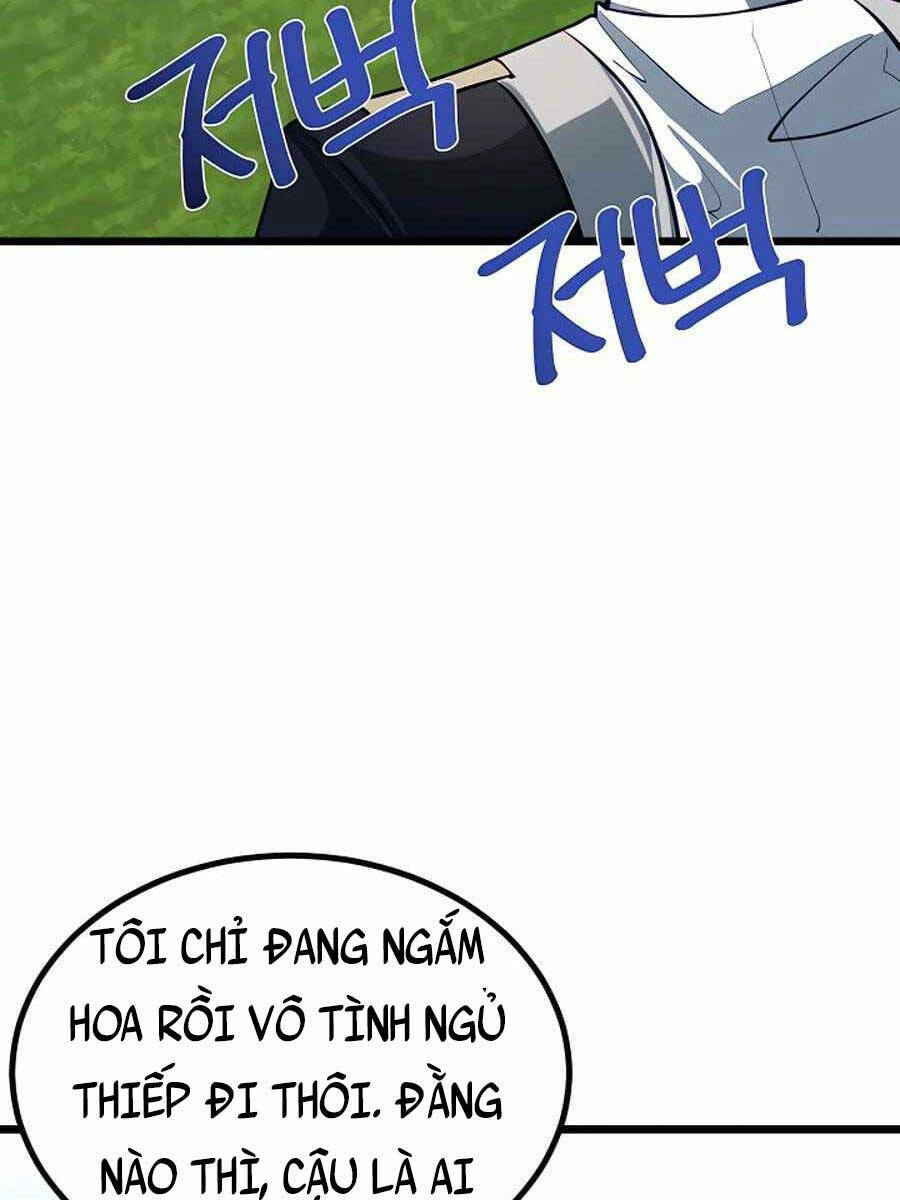 저벅
저벅
TÔI CHỈ ĐANG NGẮM
HOA RỒI VÔ TÌNH NGỦ
THIẾP ĐI THÔI. ĐẰNG
NÀO THÌ, CẬU LÀ AI